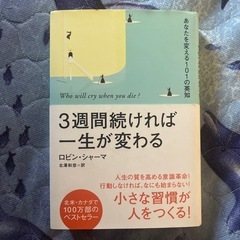 あなたを変える101の英知
Who will cry when you die?
3週間続ければ
一生が変わる
ロビン・シャーマ
北澤和彦・訳
人生の質を高める意識革命!
行動しなければ、なにも始まらない!
小さな習慣が
人をつくる!
北米・カナダで
100万部の
ベストセラー